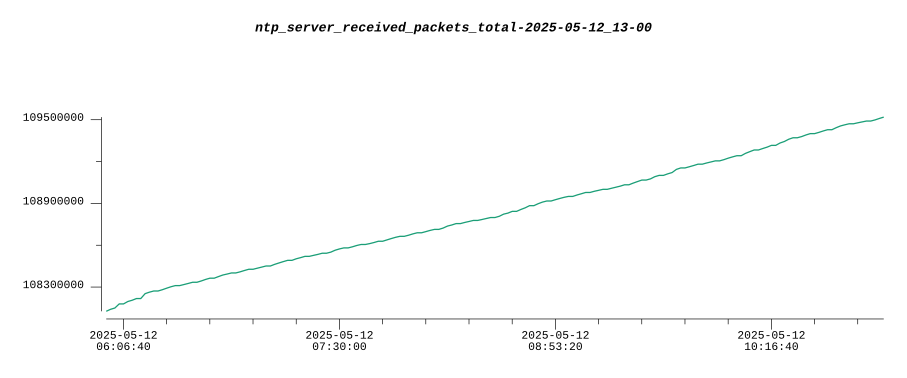 ntp_server_received_packets_total-2025-05-12_13-00
109500000
108900000
108300000
2025-05-12 2025-05-12 2025-05-12 2025-05-12
06:06:40 07:30:00 08:53:20 10:16:40